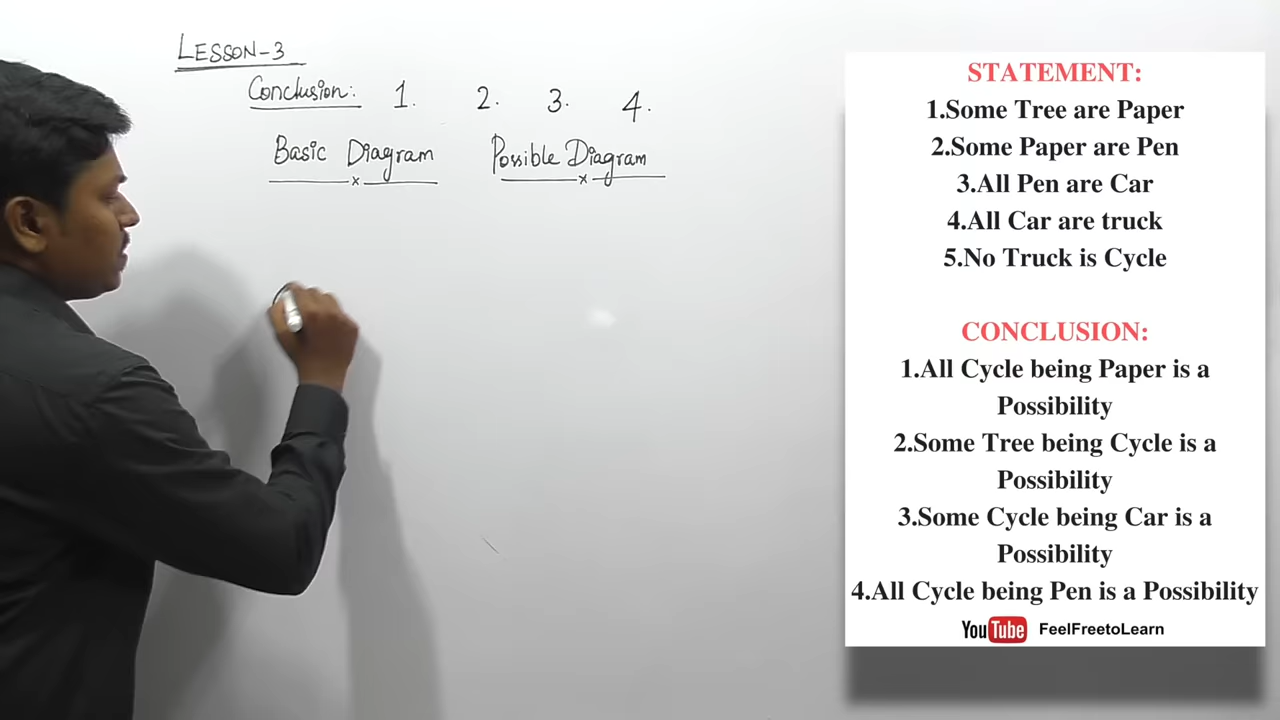 LESSON-3
Conclusion: 1. 2. 3. 4.
Basic Diagram Possible Diagram
STATEMENT:
1.Some Tree are Paper
2.Some Paper are Pen
3.All Pen are Car
4.All Car are truck
5.No Truck is Cycle
CONCLUSION:
1.All Cycle being Paper is a
Possibility
2.Some Tree being Cycle is a
Possibility
3.Some Cycle being Car is a
Possibility
4.All Cycle being Pen is a Possibility
YouTube FeelFreetoLearn